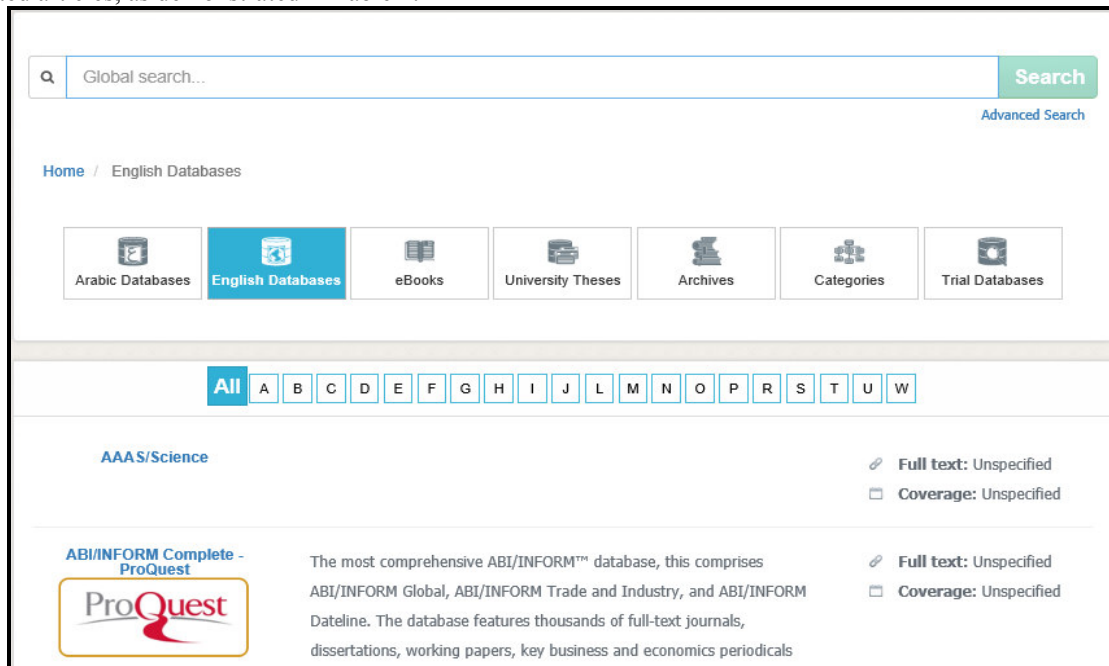 Global search...
Search
Advanced Search
Home / English Databases
Arabic Databases
English Databases
eBooks
University Theses
Archives
Categories
Trial Databases
All A B C D E F G H I J L M N O P R S T U W
AAAS/Science
Full text: Unspecified
Coverage: Unspecified
ABI/INFORM Complete -
ProQuest
ProQuest
The most comprehensive ABI/INFORM™ database, this comprises
ABI/INFORM Global, ABI/INFORM Trade and Industry, and ABI/INFORM
Dateline. The database features thousands of full-text journals,
dissertations, working papers, key business and economics periodicals
Full text: Unspecified
Coverage: Unspecified